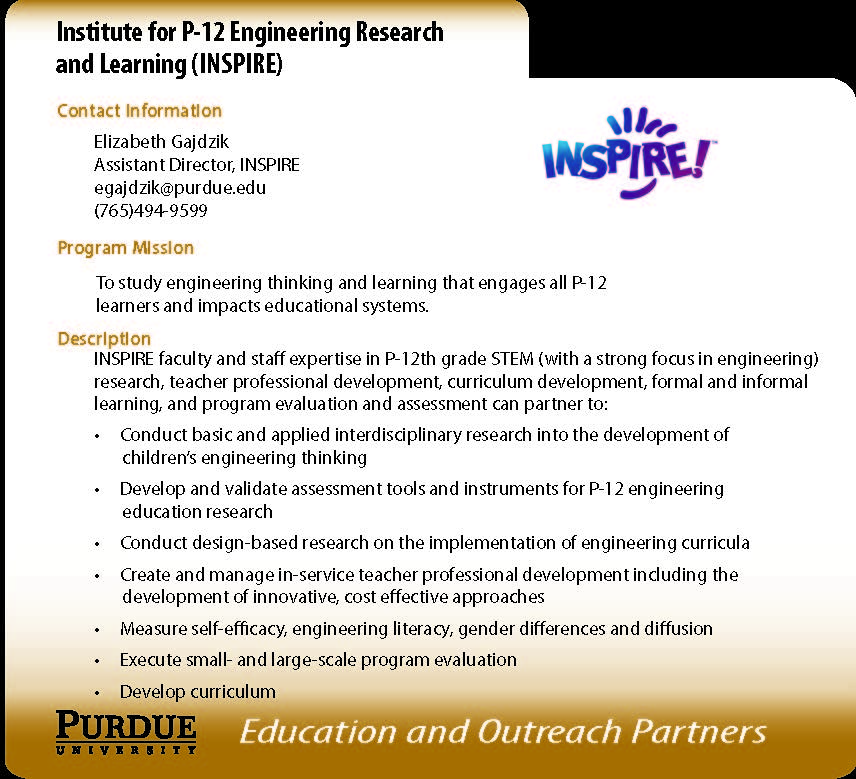 Institute for P-12 Engineering Research
and Learning (INSPIRE)
Contact Information
INSPIRE!™
Elizabeth Gajdzik
Assistant Director, INSPIRE
egajdzik@purdue.edu
(765)494-9599
Program Mission
To study engineering thinking and learning that engages all P-12
learners and impacts educational systems.
Description
INSPIRE faculty and staff expertise in P-12th grade STEM (with a strong focus in engineering)
research, teacher professional development, curriculum development, formal and informal
learning, and program evaluation and assessment can partner to:
• Conduct basic and applied interdisciplinary research into the development of
children's engineering thinking
• Develop and validate assessment tools and instruments for P-12 engineering
education research
• Conduct design-based research on the implementation of engineering curricula
• Create and manage in-service teacher professional development including the
development of innovative, cost effective approaches
• Measure self-efficacy, engineering literacy, gender differences and diffusion
• Execute small- and large-scale program evaluation
• Develop curriculum
PURDUE
UNIVERSITY
Education and Outreach Partners